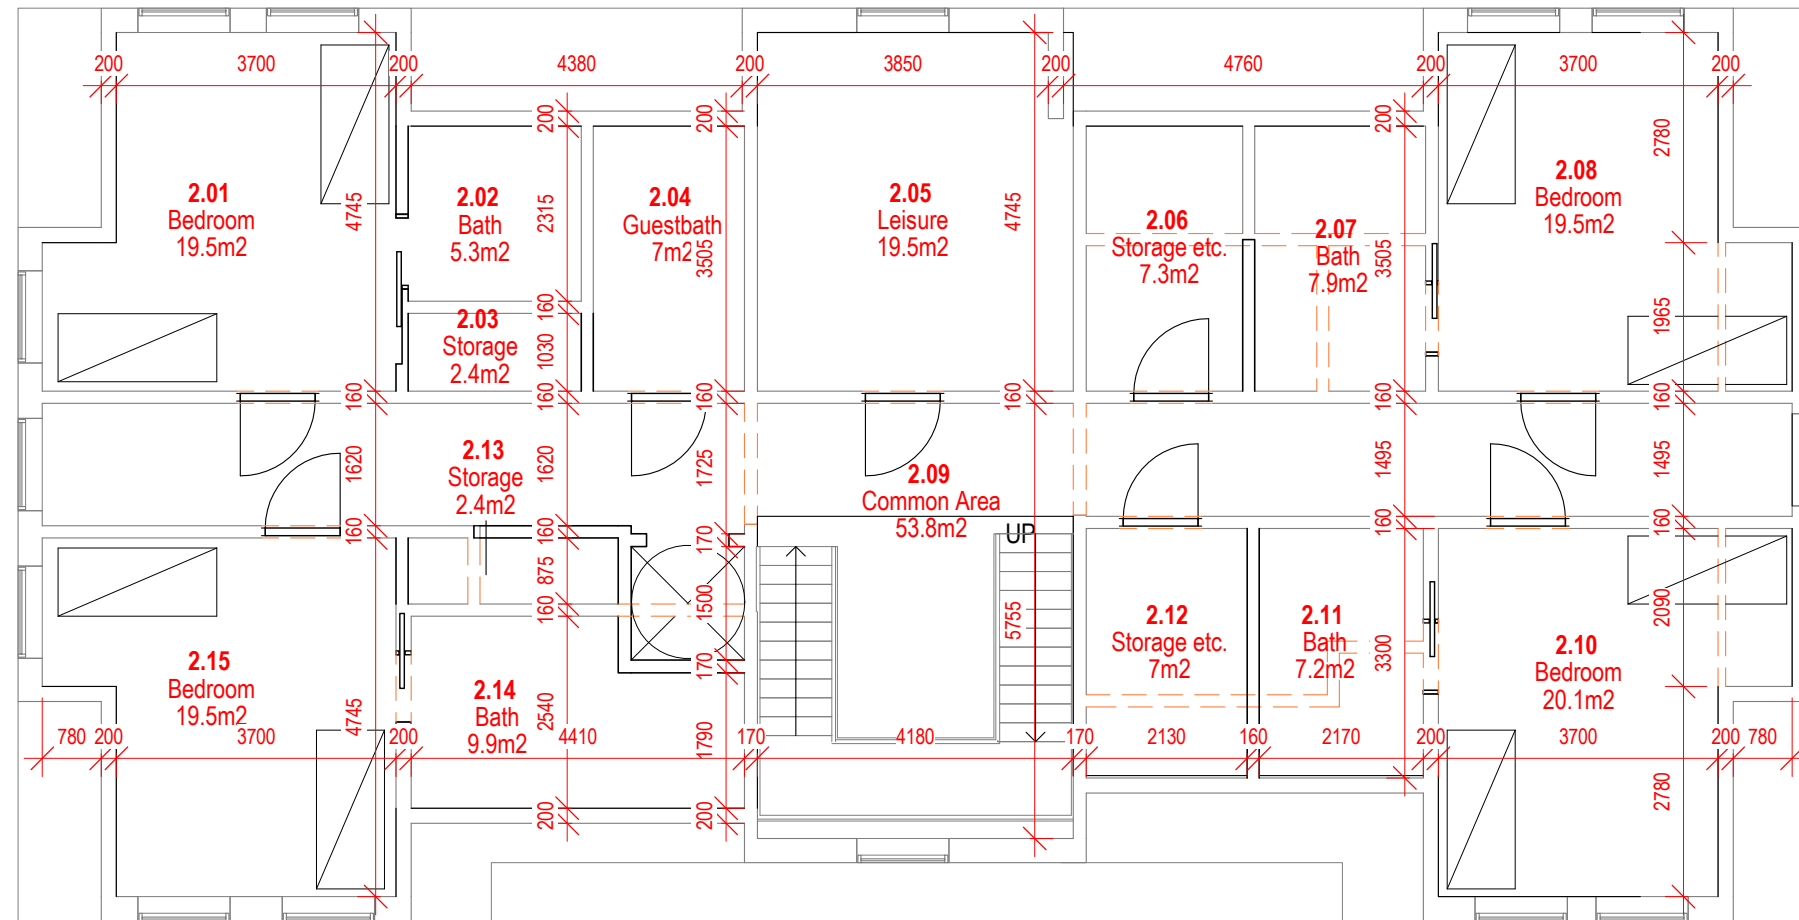 200 3700 200 4380 200 3850 200 4760 200 3700 200
200 200 200
2780
2.01
Bedroom
19.5m2
4745
2.02
Bath
5.3m2
2315
2.04
Guestbath
7m2
3505
2.05
Leisure
19.5m2
4745
2.06
Storage etc.
7.3m2
2.07
Bath
7.9m2
3505
2.08
Bedroom
19.5m2
1965
160
2.03
Storage
2.4m2
1030
160 160 160 160 160 160
1620
2.13
Storage
2.4m2
1620
1725
2.09
Common Area
53.8m2
1495
1495
160 160 170 160 160
UP
875
160
1500
170
5755
2.12
Storage etc.
7m2
2.11
Bath
7.2m2
3300
2090
2.10
Bedroom
20.1m2
2.15
Bedroom
19.5m2
4745
2.14
Bath
9.9m2
2540
1790
780 200 3700 200 4410 170 4180 170 2130 160 2170 200 3700 200 780
2780
200 200